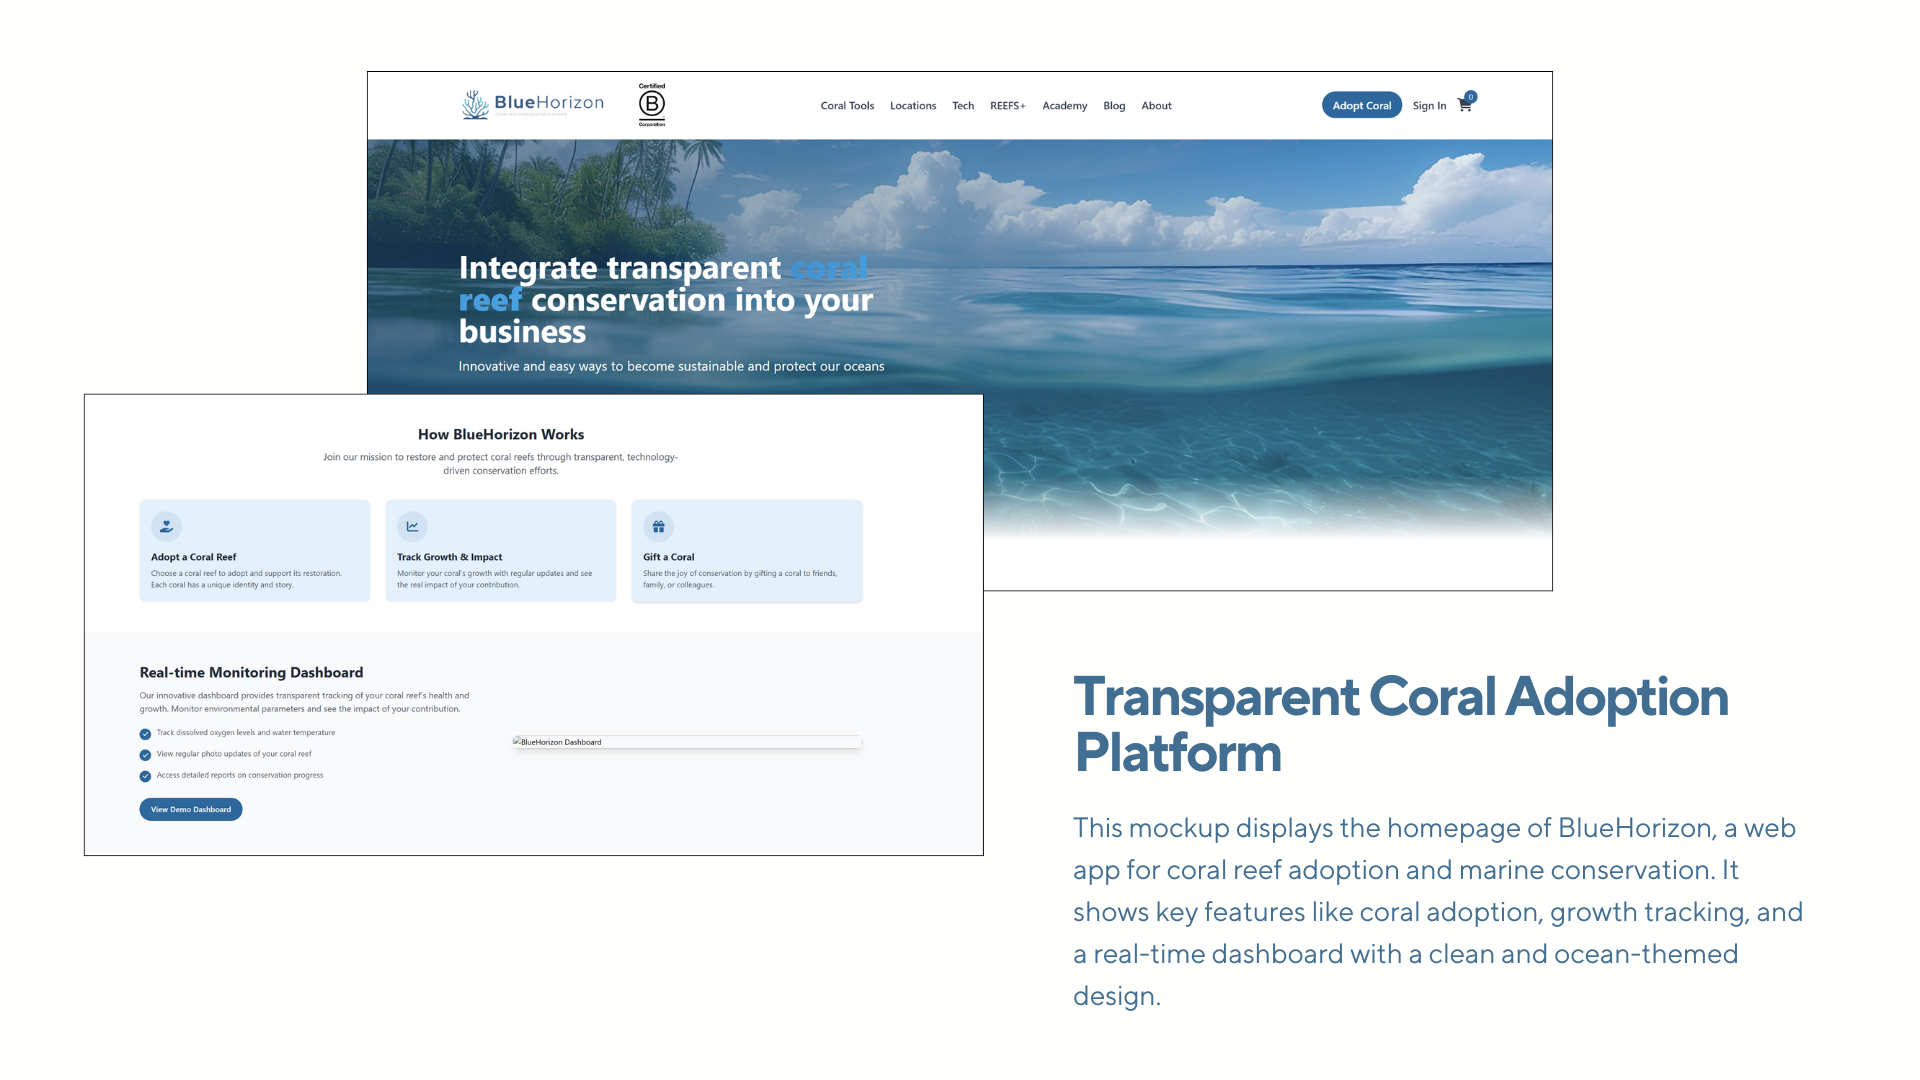 BlueHorizon
Certified
B
Corporation
Coral Tools
Locations
Tech
REEFS+
Academy
Blog
About
Adopt Coral
Sign In
0
Integrate transparent coral
reef conservation into your
business
Innovative and easy ways to become sustainable and protect our oceans
How BlueHorizon Works
Join our mission to restore and protect coral reefs through transparent, technology-
driven conservation efforts.
Adopt a Coral Reef
Choose a coral reef to adopt and support its restoration.
Each coral has a unique identity and story.
Track Growth & Impact
Monitor your coral's growth with regular updates and see
the real impact of your contribution.
Gift a Coral
Share the joy of conservation by gifting a coral to friends,
family, or colleagues.
Real-time Monitoring Dashboard
Our innovative dashboard provides transparent tracking of your coral reef's health and
growth. Monitor environmental parameters and see the impact of your contribution.
Track dissolved oxygen levels and water temperature
View regular photo updates of your coral reef
Access detailed reports on conservation progress
View Demo Dashboard
BlueHorizon Dashboard
Transparent Coral Adoption
Platform
This mockup displays the homepage of BlueHorizon, a web
app for coral reef adoption and marine conservation. It
shows key features like coral adoption, growth tracking, and
a real-time dashboard with a clean and ocean-themed
design.